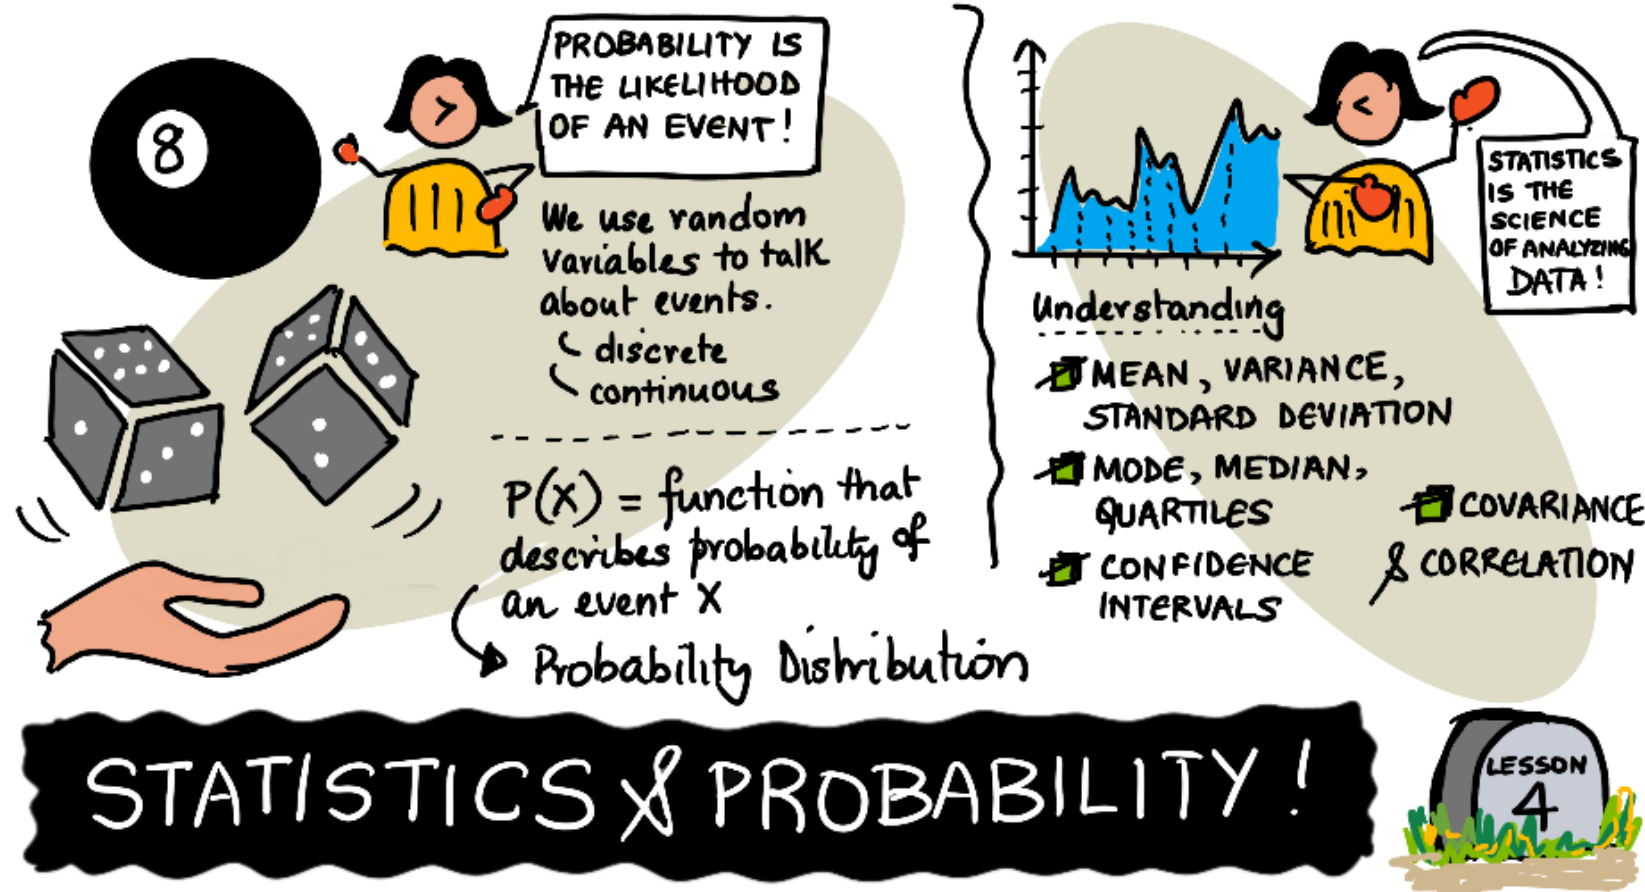 8
PROBABILITY IS
THE LIKELIHOOD
OF AN EVENT!
We use random
variables to talk
about events.
discrete
continuous
P(X) = function that
describes probability of
an event X
Probability Distribution
STATISTICS
IS THE
SCIENCE
OF ANALYZING
DATA!
Understanding
MEAN, VARIANCE,
STANDARD DEVIATION
MODE, MEDIAN,
QUARTILES
CONFIDENCE
INTERVALS
COVARIANCE
& CORRELATION
STATISTICS & PROBABILITY!
LESSON
4